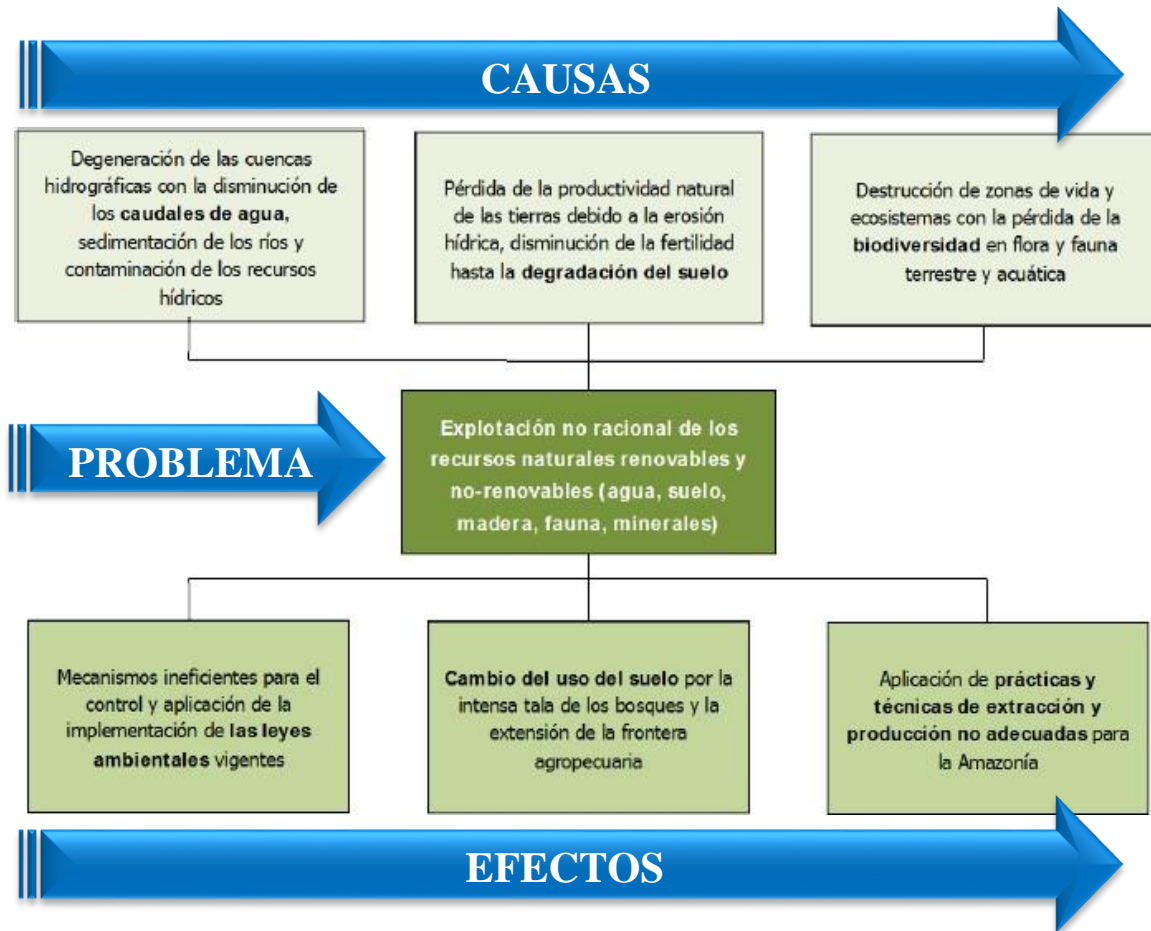 CAUSAS
Degeneración de las cuencas
hidrográficas con la disminución de
los caudales de agua,
sedimentación de los ríos y
contaminación de los recursos
hídricos
Pérdida de la productividad natural
de las tierras debido a la erosión
hídrica, disminución de la fertilidad
hasta la degradación del suelo
Destrucción de zonas de vida y
ecosistemas con la pérdida de la
biodiversidad en flora y fauna
terrestre y acuática
PROBLEMA
Explotación no racional de los
recursos naturales renovables y
no-renovables (agua, suelo,
madera, fauna, minerales)
Mecanismos ineficientes para el
control y aplicación de la
implementación de las leyes
ambientales vigentes
Cambio del uso del suelo por la
intensa tala de los bosques y la
extensión de la frontera
agropecuaria
Aplicación de prácticas y
técnicas de extracción y
producción no adecuadas para
la Amazonía
EFECTOS